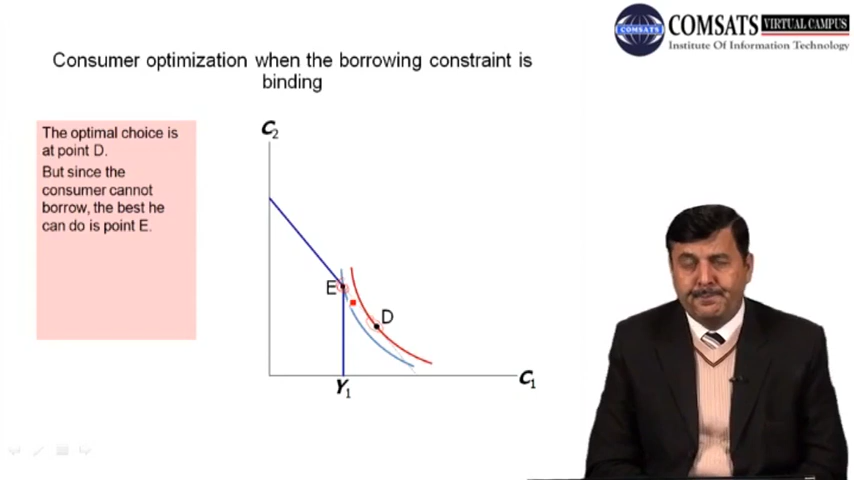 COMSATS VIRTUAL CAMPUS
COMSATS
Institute Of Information Technology
Consumer optimization when the borrowing constraint is
binding
The optimal choice is
at point D.
But since the
consumer cannot
borrow, the best he
can do is point E.
C2
E
D
Y1
C1